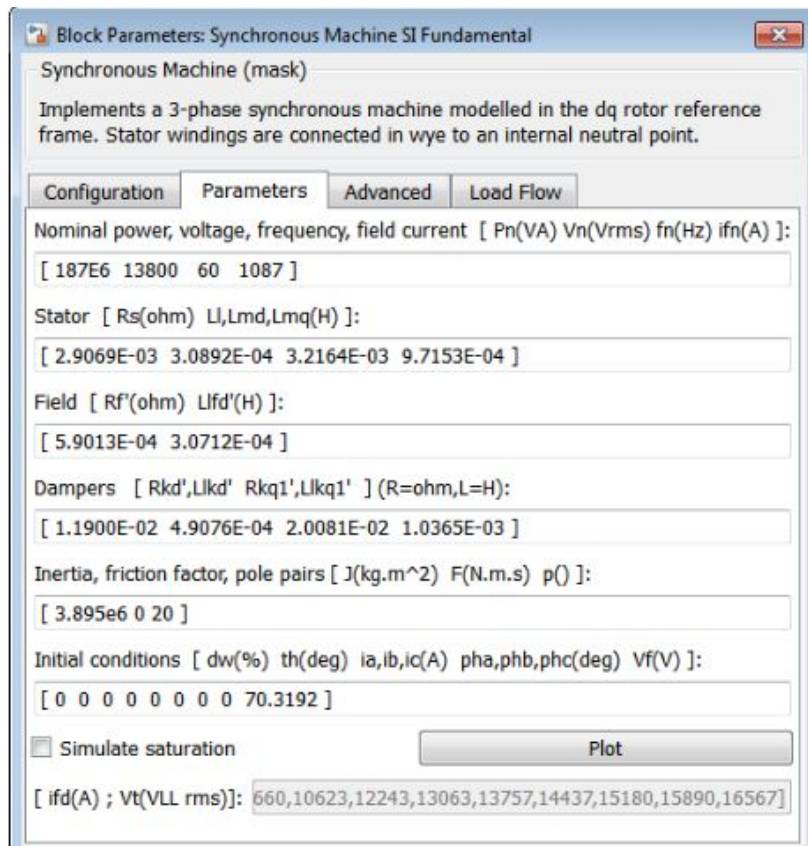 Block Parameters: Synchronous Machine SI Fundamental
Synchronous Machine (mask)
Implements a 3-phase synchronous machine modelled in the dq rotor reference
frame. Stator windings are connected in wye to an internal neutral point.
Configuration Parameters Advanced Load Flow
Nominal power, voltage, frequency, field current [ Pn(VA) Vn(Vrms) fn(Hz) ifn(A) ]:
[ 187E6 13800 60 1087 ]
Stator [ Rs(ohm) Ll,Lmd,Lmq(H) ]:
[ 2.9069E-03 3.0892E-04 3.2164E-03 9.7153E-04 ]
Field [ Rf'(ohm) Llfd'(H) ]:
[ 5.9013E-04 3.0712E-04 ]
Dampers [ Rkd',Llkd' Rkq1',Llkq1' ] (R=ohm,L=H):
[ 1.1900E-02 4.9076E-04 2.0081E-02 1.0365E-03 ]
Inertia, friction factor, pole pairs [ J(kg.m^2) F(N.m.s) p() ]:
[ 3.895e6 0 20 ]
Initial conditions [ dw(%) th(deg) ia,ib,ic(A) pha,phb,phc(deg) Vf(V) ]:
[ 0 0 0 0 0 0 0 0 70.3192 ]
Simulate saturation Plot
[ ifd(A) ; Vt(VLL rms)]: 660,10623,12243,13063,13757,14437,15180,15890,16567]